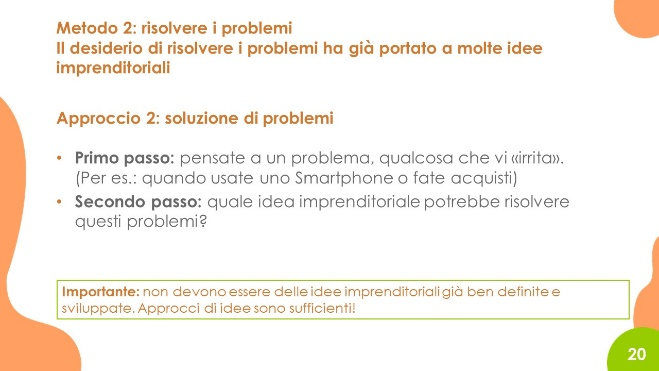 Metodo 2: risolvere i problemi
Il desiderio di risolvere i problemi ha già portato a molte idee
imprenditoriali
Approccio 2: soluzione di problemi
• Primo passo: pensate a un problema, qualcosa che vi «irrita».
(Per es.: quando usate uno Smartphone o fate acquisti)
• Secondo passo: quale idea imprenditoriale potrebbe risolvere
questi problemi?
Importante: non devono essere delle idee imprenditoriali già ben definite e
sviluppate. Approcci di idee sono sufficienti!
20